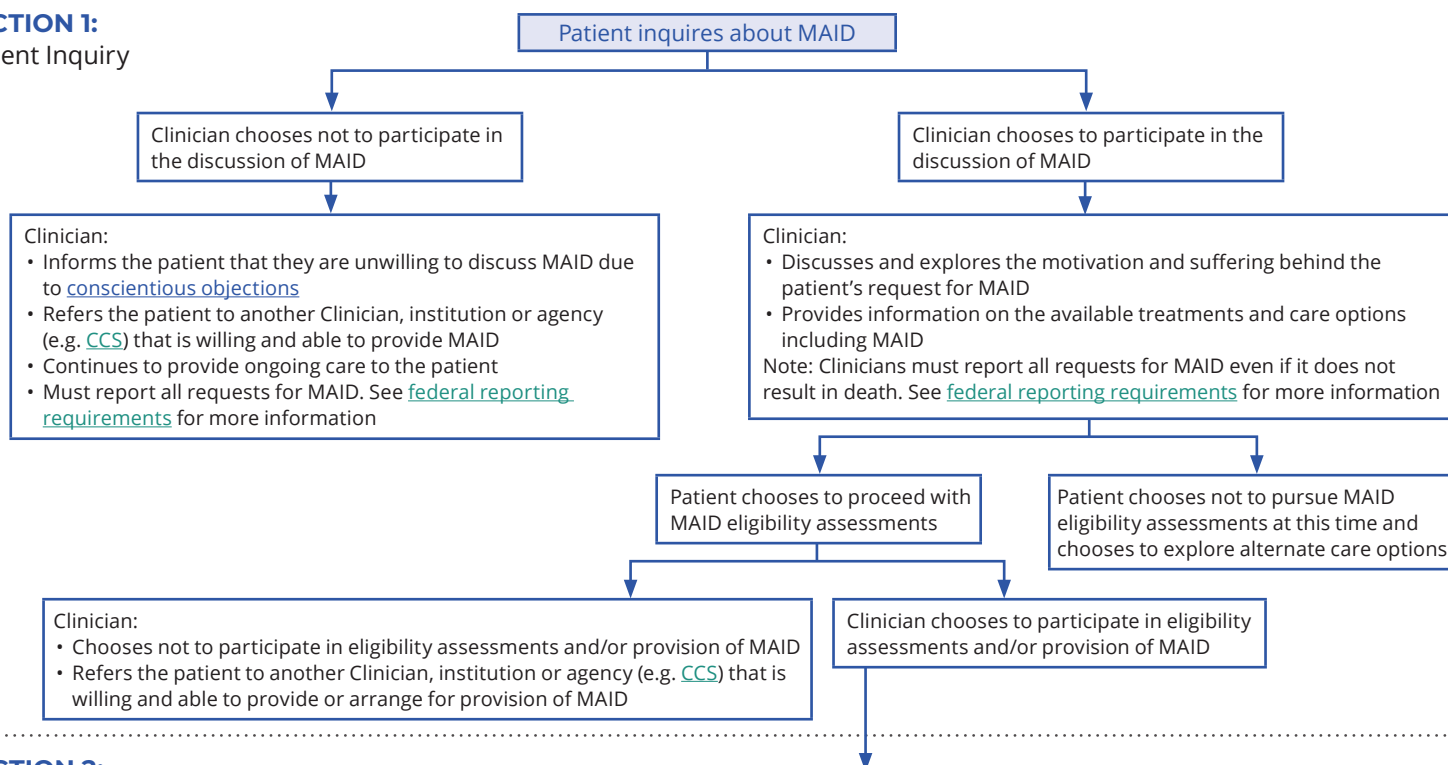 CTION 1:
ent Inquiry
Patient inquires about MAID
Clinician chooses not to participate in
the discussion of MAID
Clinician chooses to participate in the
discussion of MAID
Clinician:
• Informs the patient that they are unwilling to discuss MAID due
to conscientious objections
• Refers the patient to another Clinician, institution or agency
(e.g. CCS) that is willing and able to provide MAID
• Continues to provide ongoing care to the patient
• Must report all requests for MAID. See federal reporting
requirements for more information
Clinician:
• Discusses and explores the motivation and suffering behind the
patient’s request for MAID
• Provides information on the available treatments and care options
including MAID
Note: Clinicians must report all requests for MAID even if it does not
result in death. See federal reporting requirements for more information
Patient chooses to proceed with
MAID eligibility assessments
Patient chooses not to pursue MAID
eligibility assessments at this time and
chooses to explore alternate care options
Clinician:
• Chooses not to participate in eligibility assessments and/or provision of MAID
• Refers the patient to another Clinician, institution or agency (e.g. CCS) that is
willing and able to provide or arrange for provision of MAID
Clinician chooses to participate in eligibility
assessments and/or provision of MAID